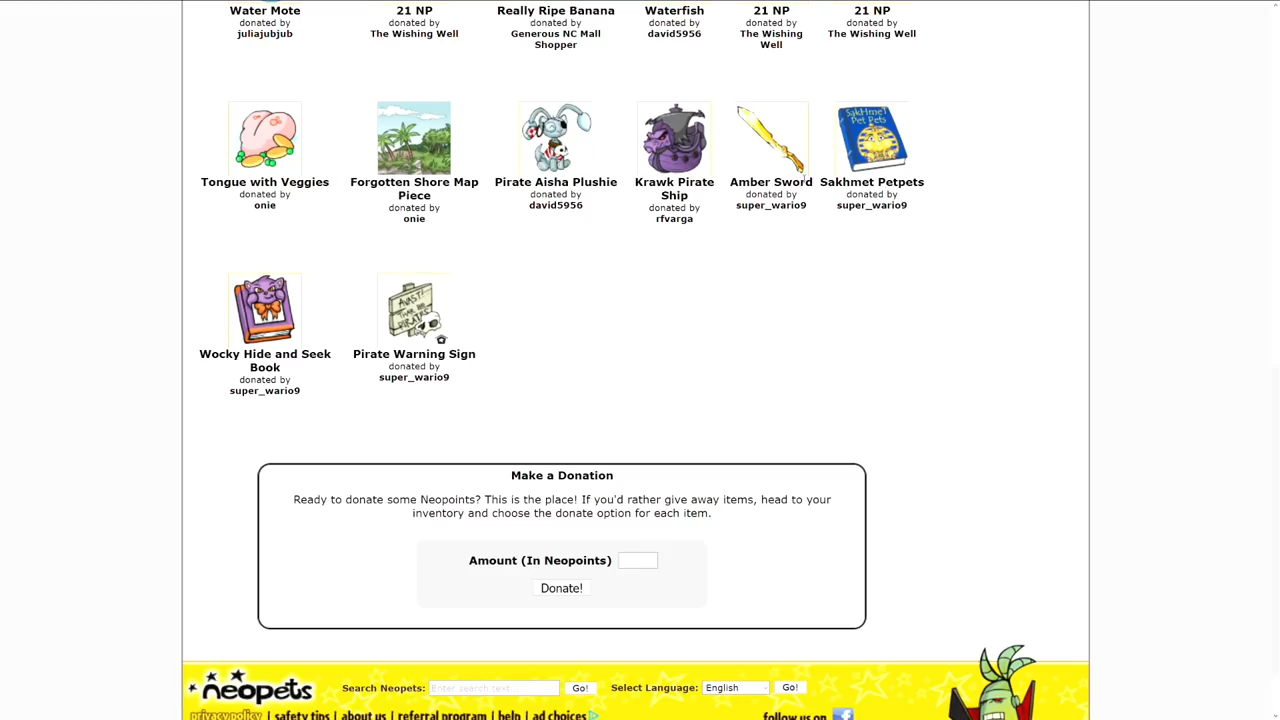 Water Mote
donated by
juliajubjub
21 NP
donated by
The Wishing Well
Really Ripe Banana
donated by
Generous NC Mall
Shopper
Waterfish
donated by
david5956
21 NP
donated by
The Wishing
Well
21 NP
donated by
The Wishing Well
Tongue with Veggies
donated by
onie
Forgotten Shore Map
Piece
donated by
onie
Pirate Aisha Plushie
donated by
david5956
Krawk Pirate
Ship
donated by
rfvarga
Amber Sword
donated by
super_wario9
SakHmet
Pet Pets
Sakhmet Petpets
donated by
super_wario9
Wocky Hide and Seek
Book
donated by
super_wario9
AVAST!
Pirate Warning Sign
donated by
super_wario9
Make a Donation
Ready to donate some Neopoints? This is the place! If you'd rather give away items, head to your
inventory and choose the donate option for each item.
Amount (In Neopoints)
Donate!
neopets
Search Neopets: Enter search text... Go! Select Language: English Go!
privacy policy | safety tips | about us | referral program | help | ad choices
follow us on